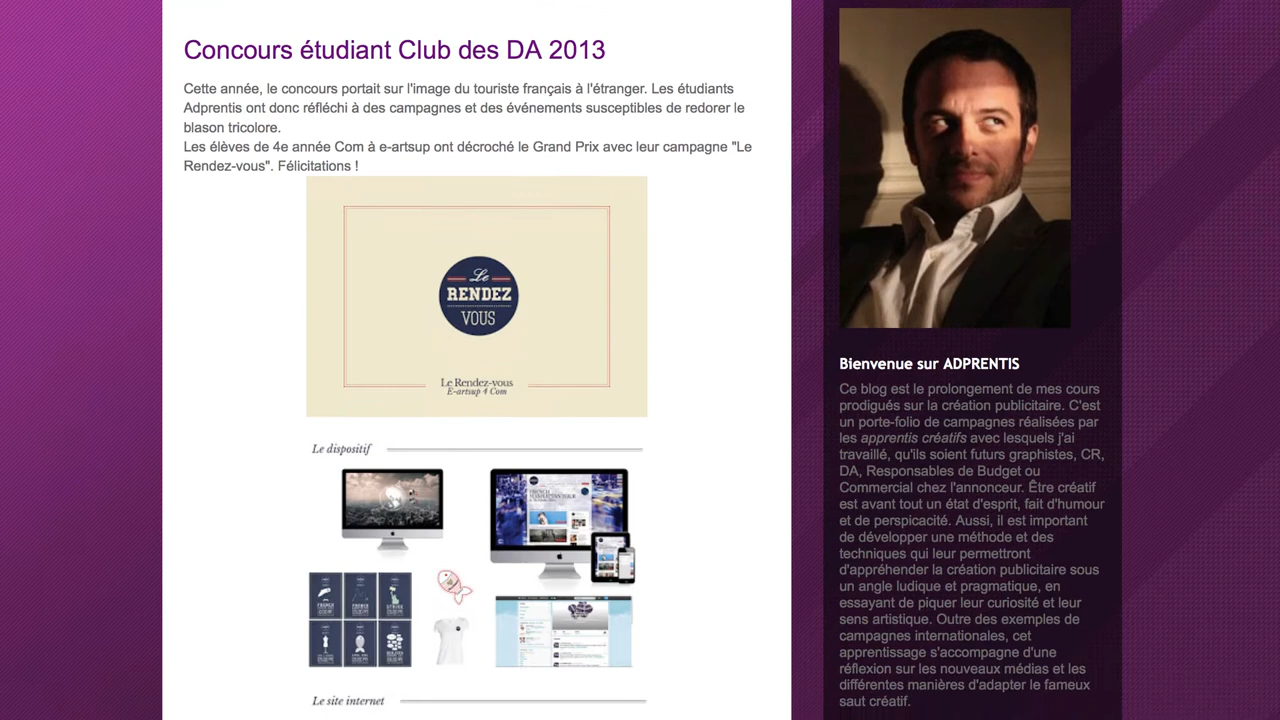 Concours étudiant Club des DA 2013
Cette année, le concours portait sur l'image du touriste français à l'étranger. Les étudiants
Adprentis ont donc réfléchi à des campagnes et des événements susceptibles de redorer le
blason tricolore.
Les élèves de 4e année Com à e-artsup ont décroché le Grand Prix avec leur campagne "Le
Rendez-vous". Félicitations !
Le
RENDEZ
VOUS
Le Rendez-vous
E-artsup 4 Com
Le dispositif
Le site internet
Bienvenue sur ADPRENTIS
Ce blog est le prolongement de mes cours
prodigués sur la création publicitaire. C'est
un porte-folio de campagnes réalisées par
les apprentis créatifs avec lesquels j'ai
travaillé, qu'ils soient futurs graphistes, CR,
DA, Responsables de Budget ou
Commercial chez l'annonceur. Être créatif
est avant tout un état d'esprit, fait d'humour
et de perspicacité. Aussi, il est important
de développer une méthode et des
techniques qui leur permettront
d'appréhender la création publicitaire sous
un angle ludique et pragmatique, en
essayant de piquer leur curiosité et leur
sens artistique. Outre des exemples de
campagnes internationales, cet
apprentissage s'accompagne d'une
réflexion sur les nouveaux médias et les
différentes manières d'adapter le fameux
saut créatif.